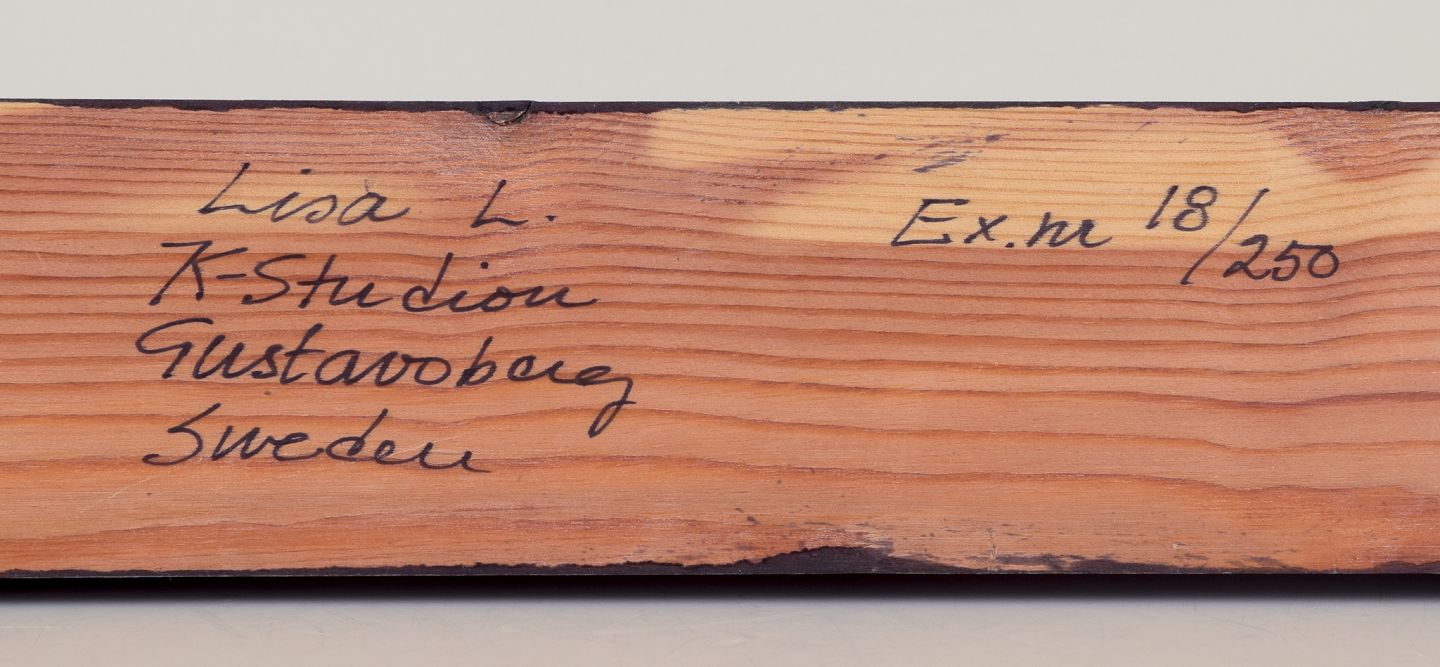 Lisa L.
K-Studion
Gustavsberg
Sweden
Ex.nr 18/250